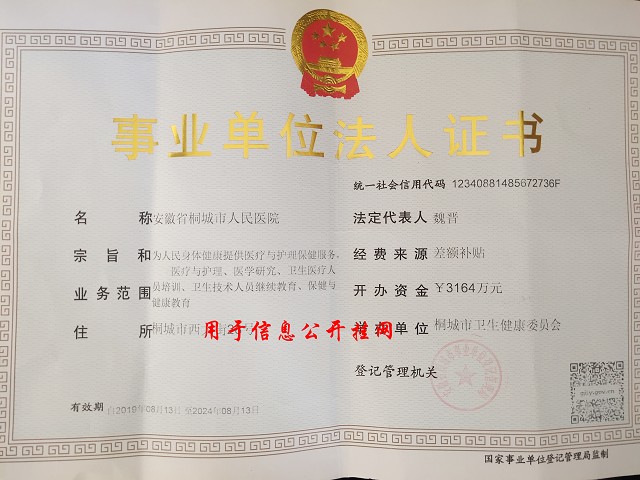 事业单位法人证书
统一社会信用代码 12340881485672736F
名称 安徽省桐城市人民医院
宗旨和业务范围
为人民身体健康提供医疗与护理保健服务。
医疗与护理、医学研究、卫生医疗人
员培训、卫生技术人员继续教育、保健与
健康教育
住所 桐城市西
用于信息公开挂网
法定代表人 魏晋
经费来源 差额补贴
开办资金 ¥3164万元
举办单位 桐城市卫生健康委员会
登记管理机关
有效期 自2019年08月13日至2024年08月13日
国家事业单位登记管理局监制